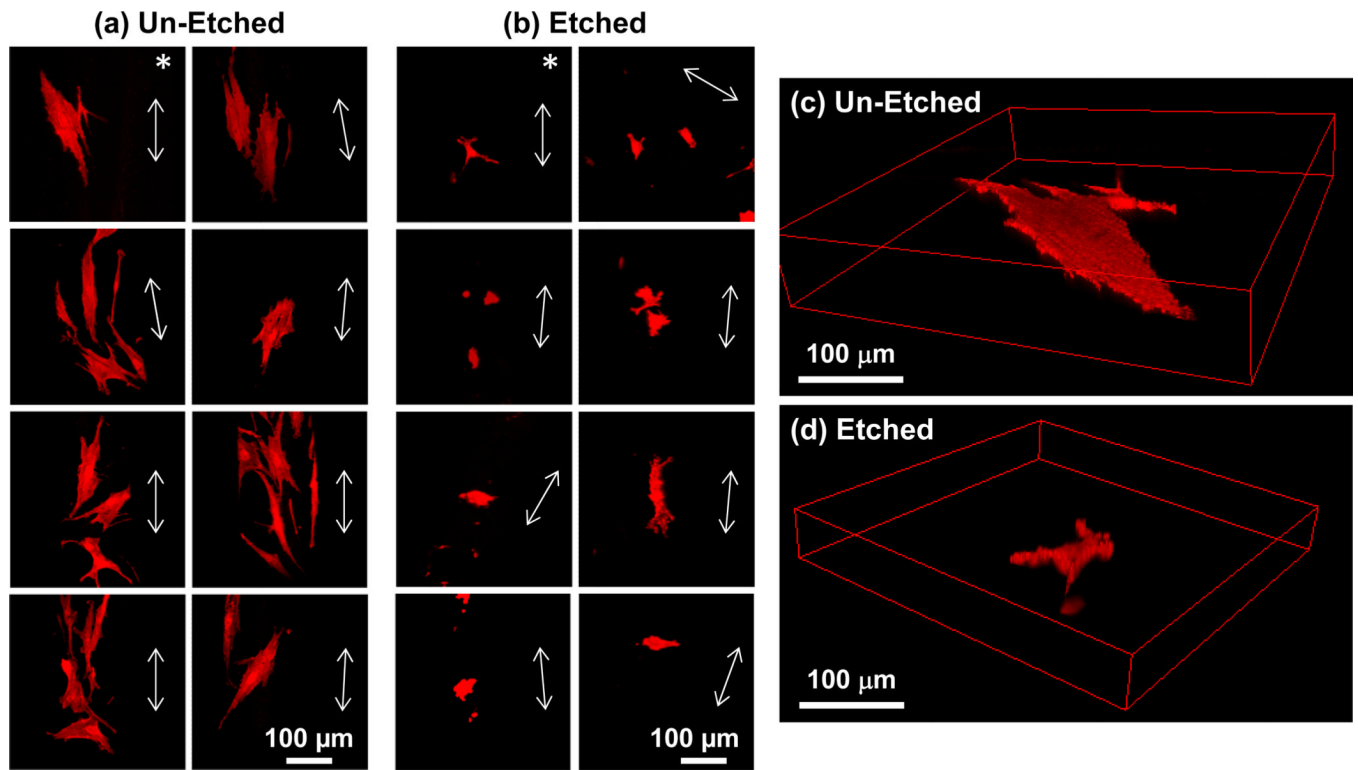 (a) Un-Etched
(b) Etched
*
*
(c) Un-Etched
100 μm
(d) Etched
100 μm
100 µm
100 µm